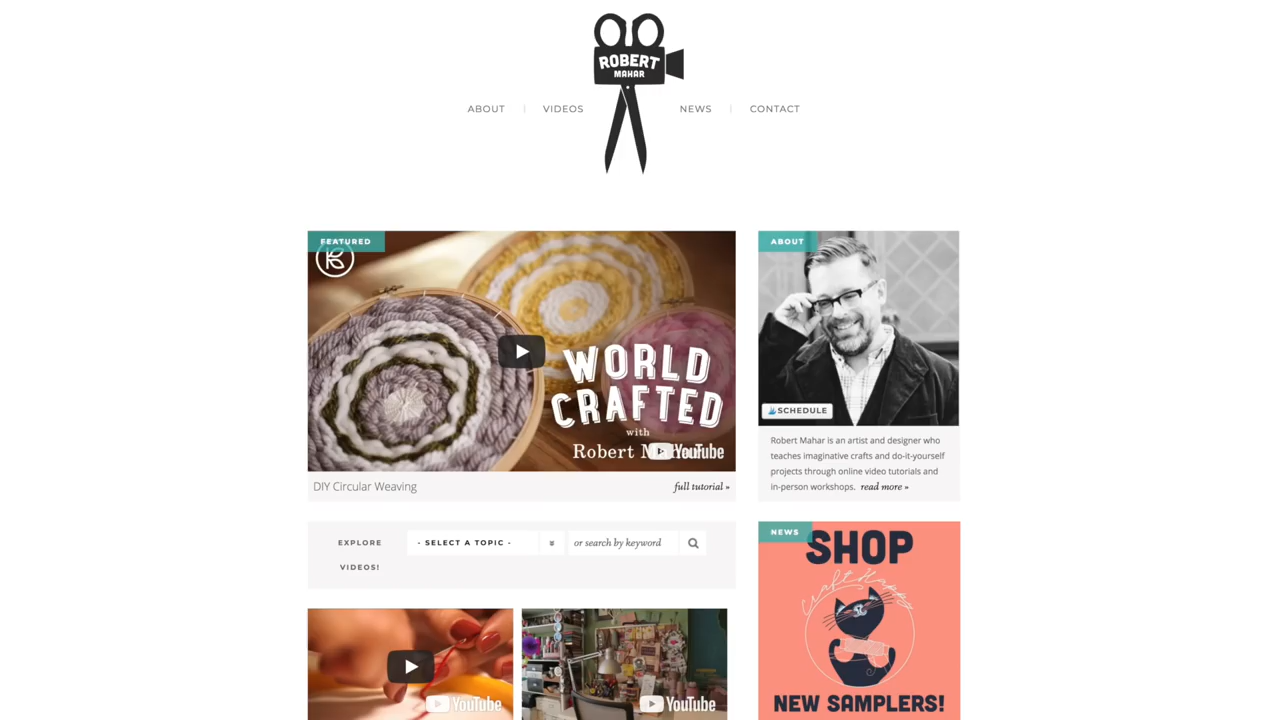 ROBERT
MAHAR
ABOUT
VIDEOS
NEWS
CONTACT
FEATURED
WORLD
CRAFTED
with
YouTube
DIY Circular Weaving
full tutorial »
ABOUT
SCHEDULE
Robert Mahar is an artist and designer who
teaches imaginative crafts and do-it-yourself
projects through online video tutorials and
in-person workshops. read more »
EXPLORE
VIDEOS!
- SELECT A TOPIC -
or search by keyword
YouTube
YouTube
NEWS
SHOP
CraftHappy
NEW SAMPLERS!